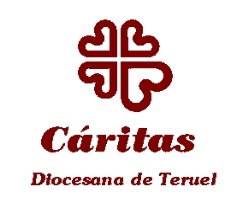 Cáritas
Diocesana de Teruel